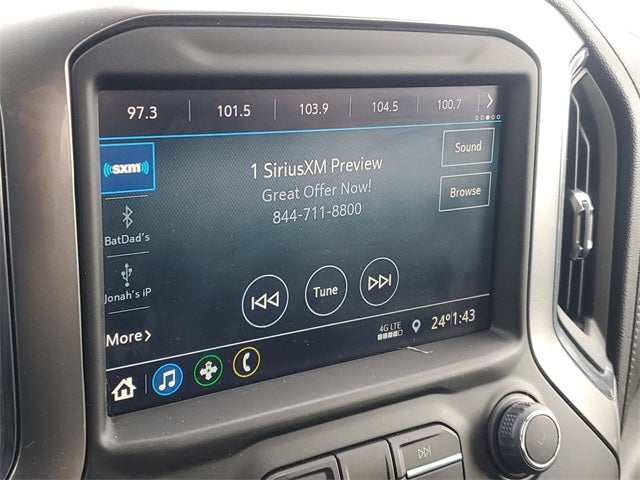 97.3 101.5 103.9 104.5 100.7
sxm
1 SiriusXM Preview
Great Offer Now!
844-711-8800
Sound
Browse
BatDad's
Jonah's iP
Tune
More
4G LTE
24° 1:43